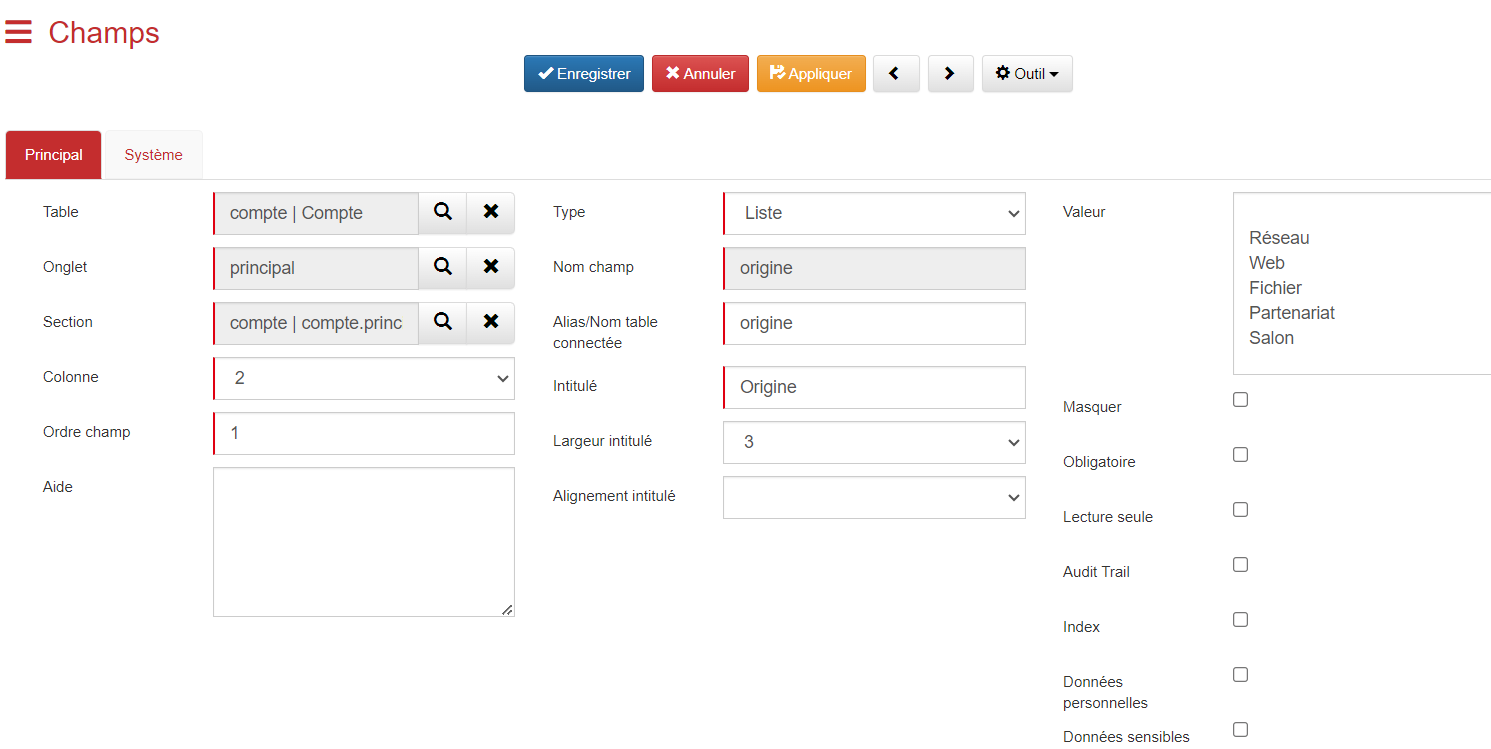 Champs
Enregistrer
Annuler
Appliquer
Outil
Principal
Système
Table
compte | Compte
Onglet
principal
Section
compte | compte.princ
Colonne
2
Ordre champ
1
Aide
Type
Liste
Nom champ
origine
Alias/Nom table
connectée
origine
Intitulé
Origine
Largeur intitulé
3
Alignement intitulé
Valeur
Réseau
Web
Fichier
Partenariat
Salon
Masquer
Obligatoire
Lecture seule
Audit Trail
Index
Données
personnelles
Données sensibles